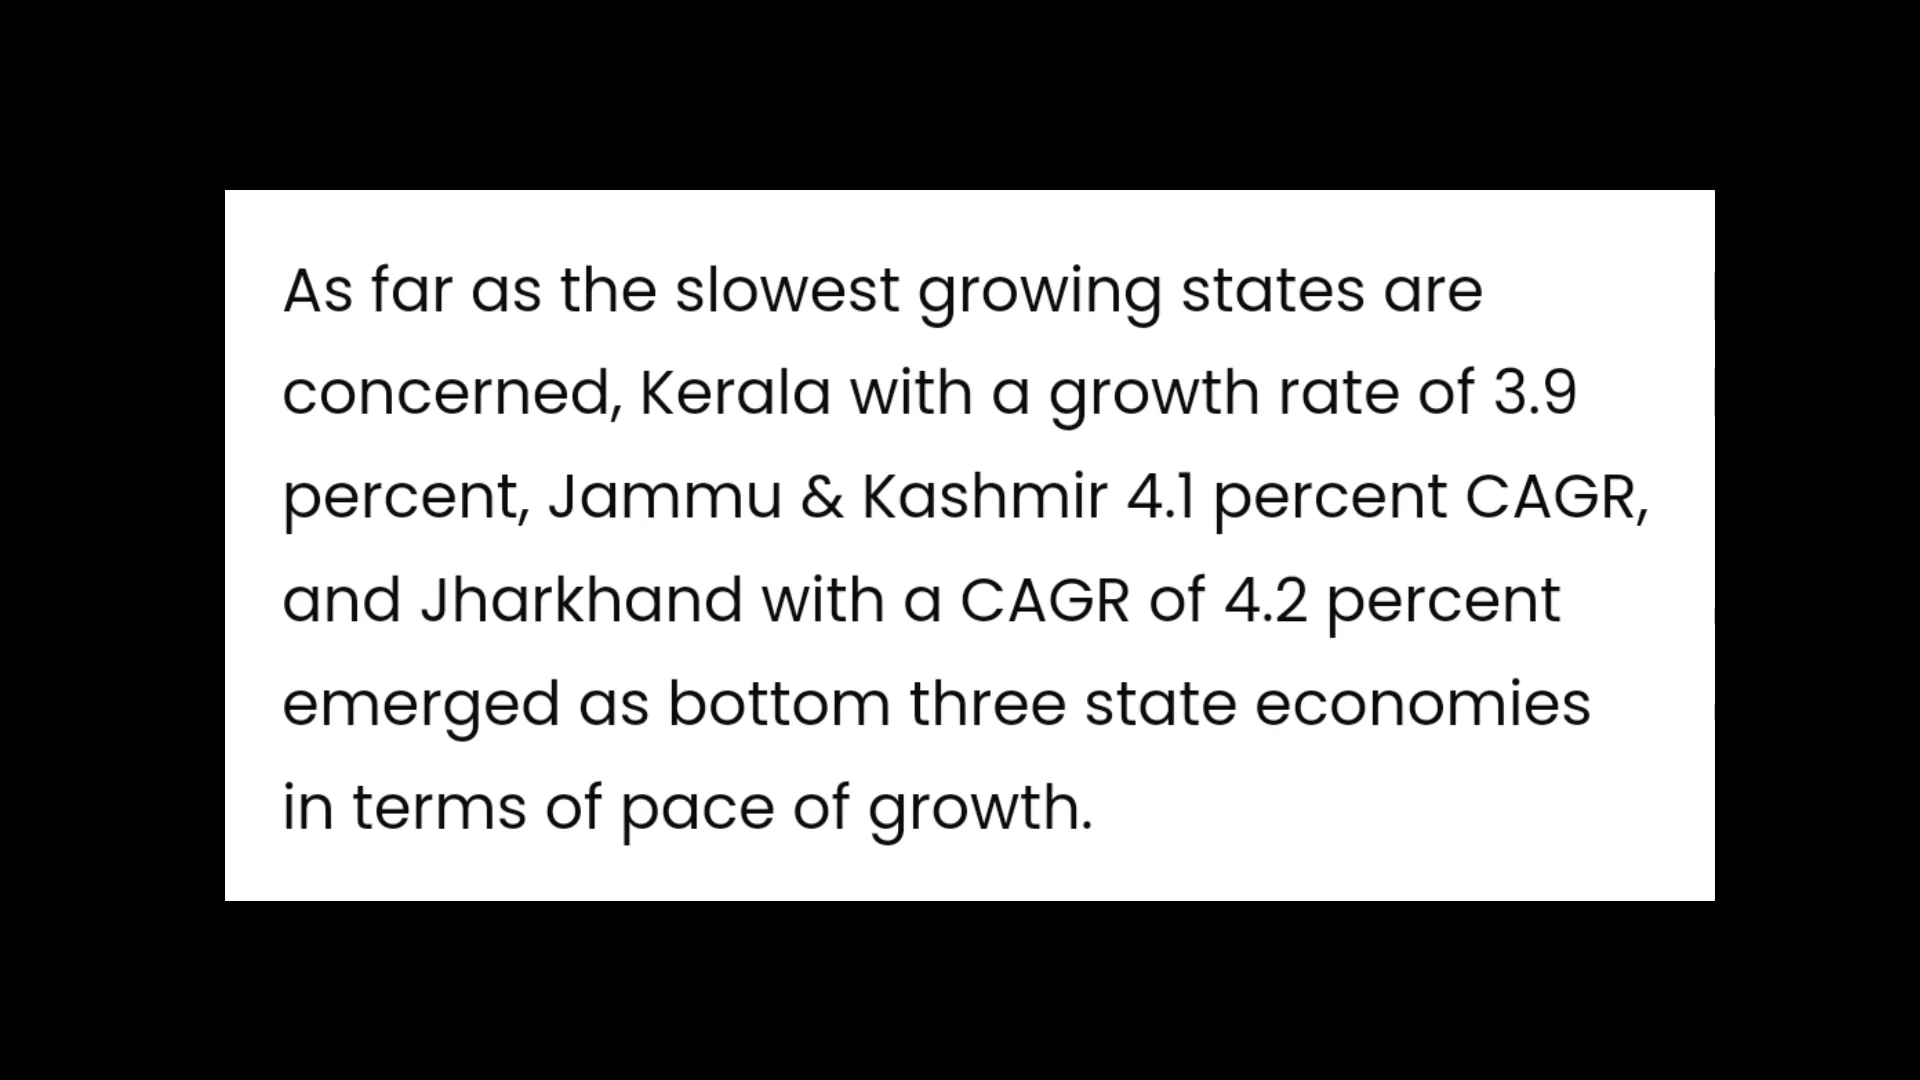 As far as the slowest growing states are
concerned, Kerala with a growth rate of 3.9
percent, Jammu & Kashmir 4.1 percent CAGR,
and Jharkhand with a CAGR of 4.2 percent
emerged as bottom three state economies
in terms of pace of growth.